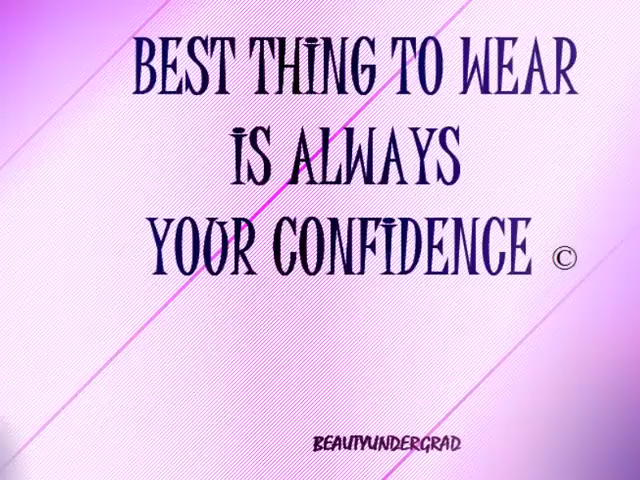 BEST THING TO WEAR
IS ALWAYS
YOUR CONFIDENCE ©
BEAUTYUNDERGRAD